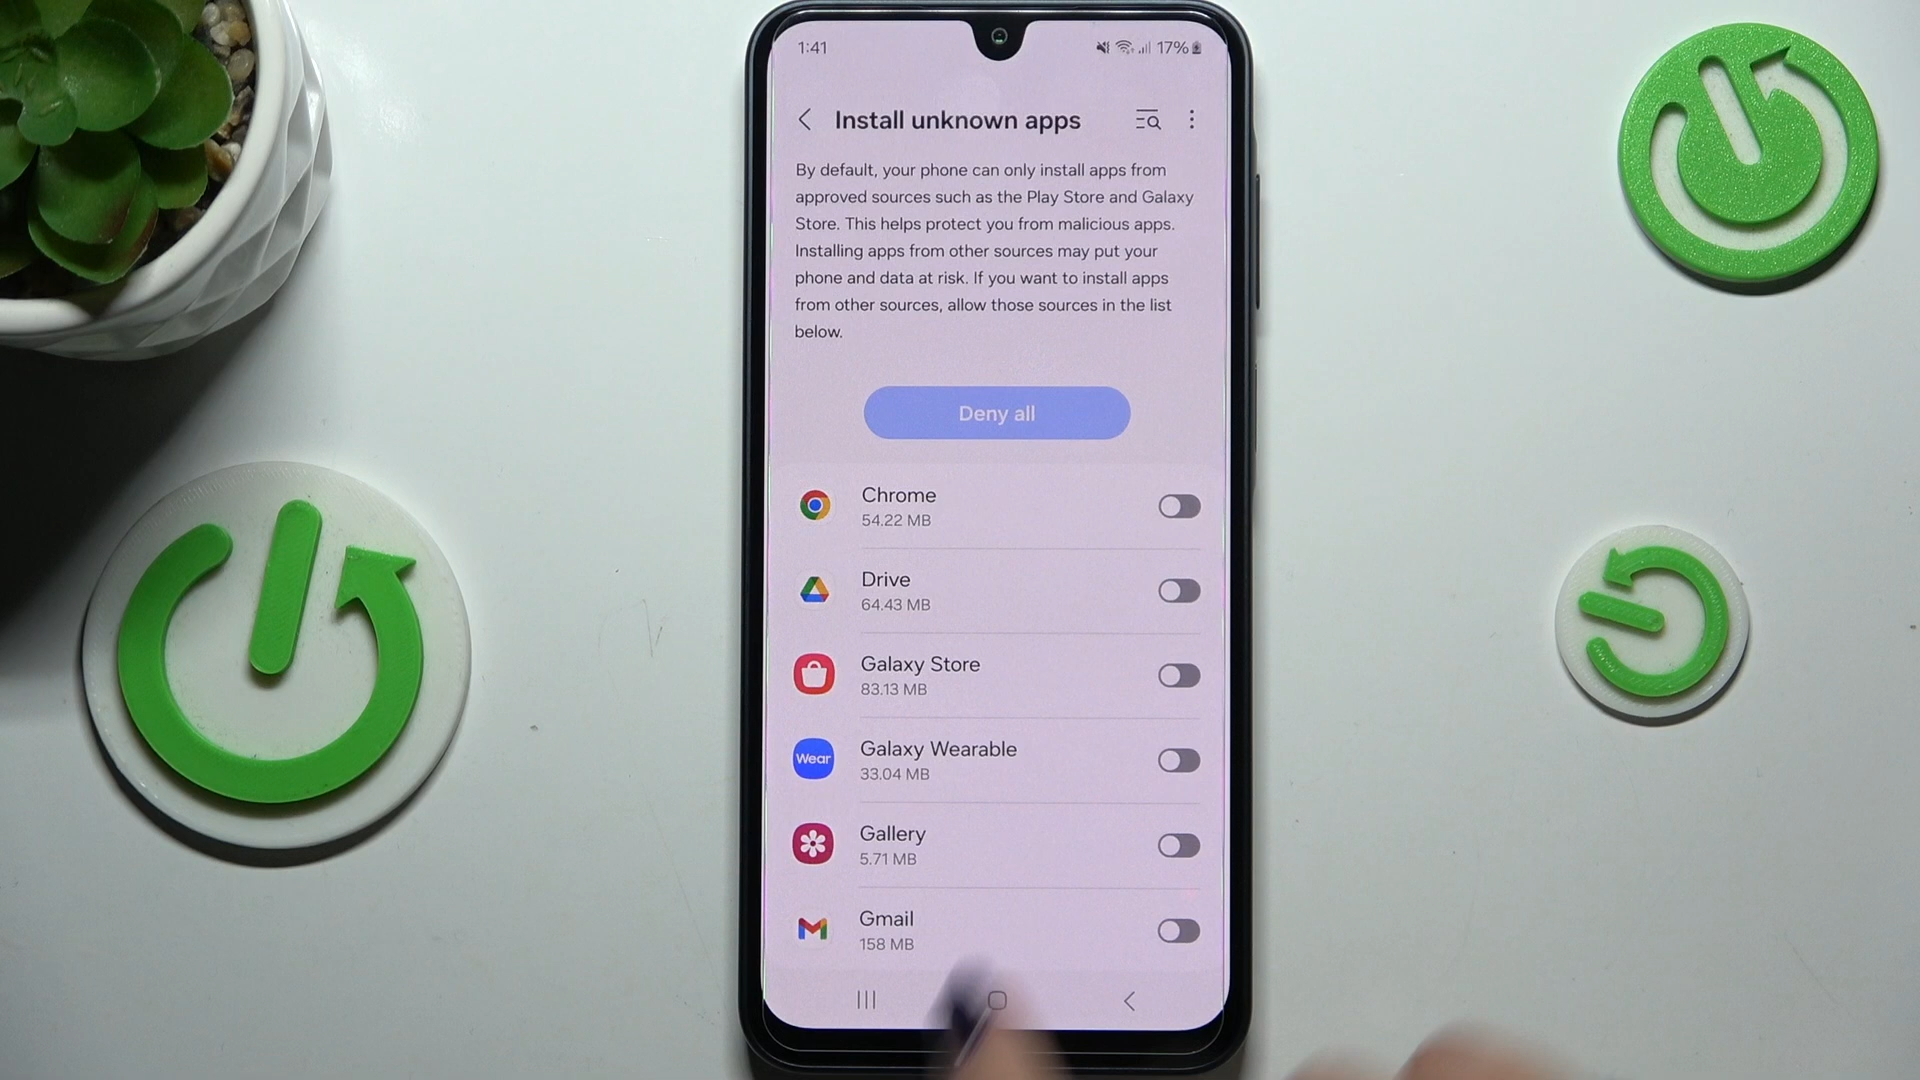 1:41
17%
Install unknown apps
By default, your phone can only install apps from
approved sources such as the Play Store and Galaxy
Store. This helps protect you from malicious apps.
Installing apps from other sources may put your
phone and data at risk. If you want to install apps
from other sources, allow those sources in the list
below.
Deny all
Chrome
54.22 MB
Drive
64.43 MB
Galaxy Store
83.13 MB
Wear
Galaxy Wearable
33.04 MB
Gallery
5.71 MB
Gmail
158 MB